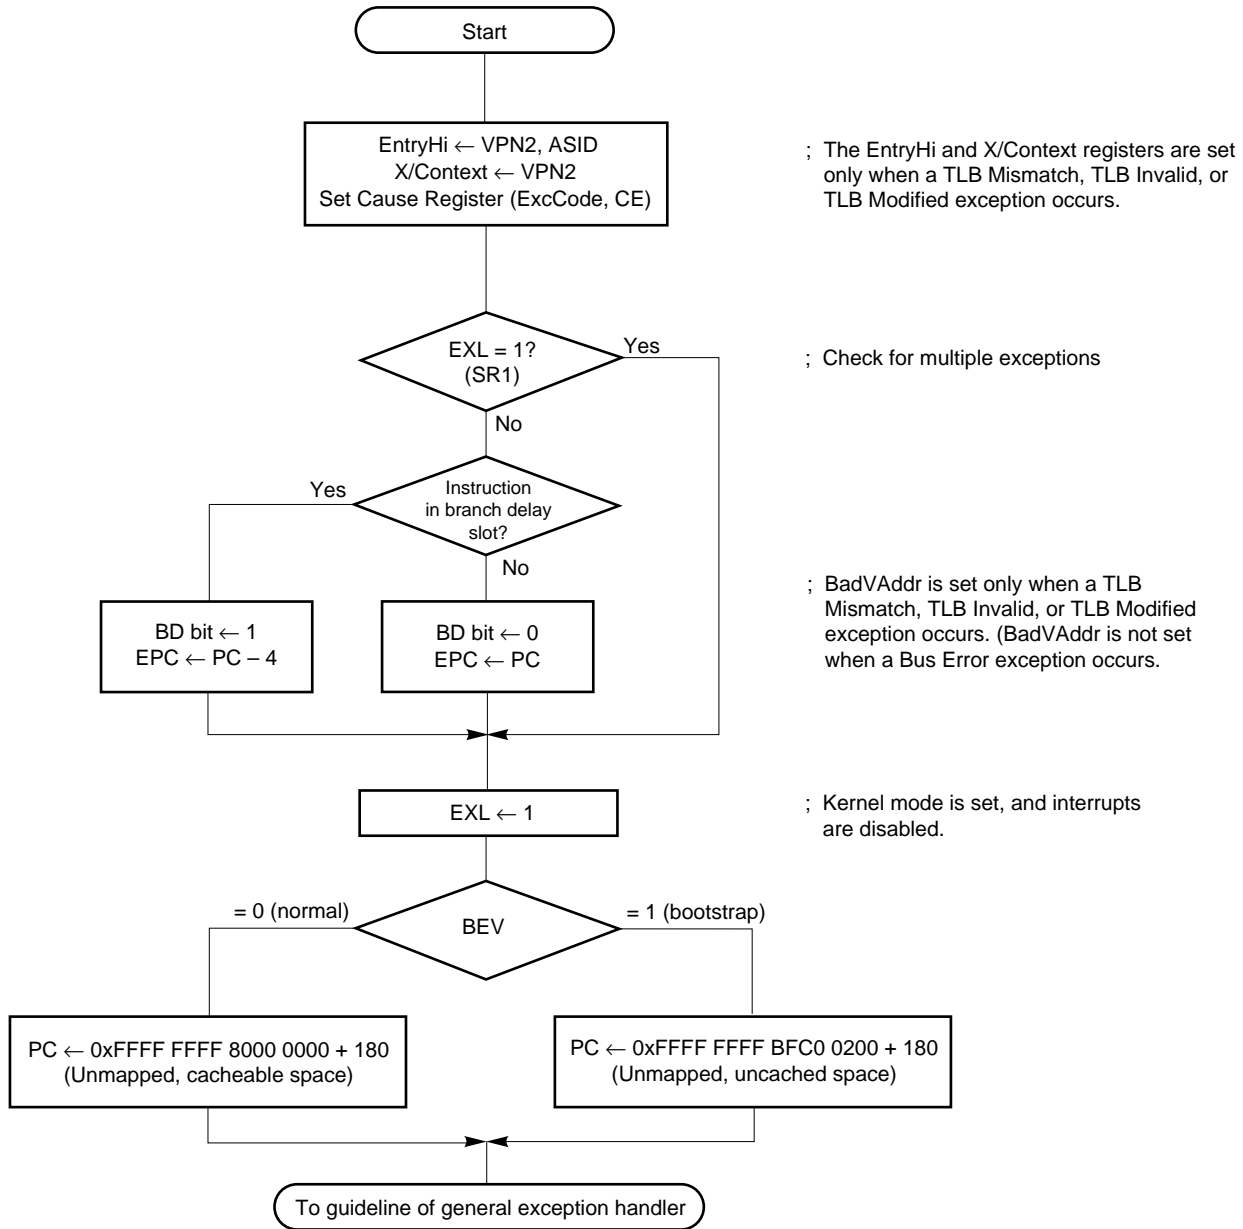 Start
EntryHi ← VPN2, ASID
X/Context ← VPN2
Set Cause Register (ExcCode, CE)
; The EntryHi and X/Context registers are set
only when a TLB Mismatch, TLB Invalid, or
TLB Modified exception occurs.
EXL = 1?
(SR1)
Yes
; Check for multiple exceptions
No
Yes
Instruction
in branch delay
slot?
No
; BadVAddr is set only when a TLB
Mismatch, TLB Invalid, or TLB Modified
exception occurs. (BadVAddr is not set
when a Bus Error exception occurs.
BD bit ← 1
EPC ← PC – 4
BD bit ← 0
EPC ← PC
EXL ← 1
; Kernel mode is set, and interrupts
are disabled.
= 0 (normal)
BEV
= 1 (bootstrap)
PC ← 0xFFFF FFFF 8000 0000 + 180
(Unmapped, cacheable space)
PC ← 0xFFFF FFFF BFC0 0200 + 180
(Unmapped, uncached space)
To guideline of general exception handler